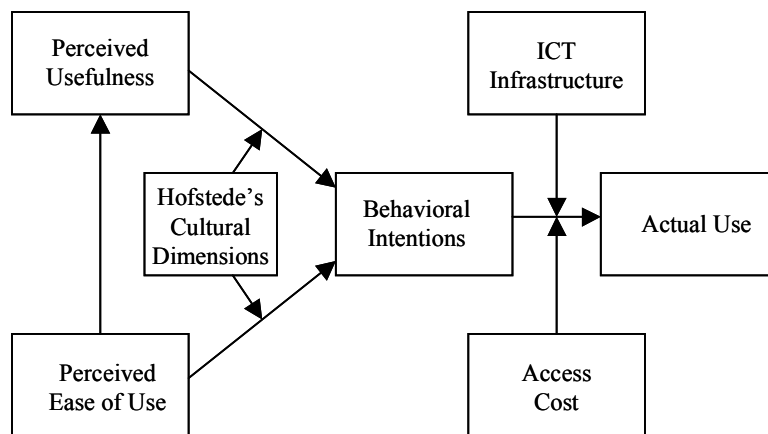 Perceived
Usefulness
ICT
Infrastructure
Hofstede’s
Cultural
Dimensions
Behavioral
Intentions
Actual Use
Perceived
Ease of Use
Access
Cost